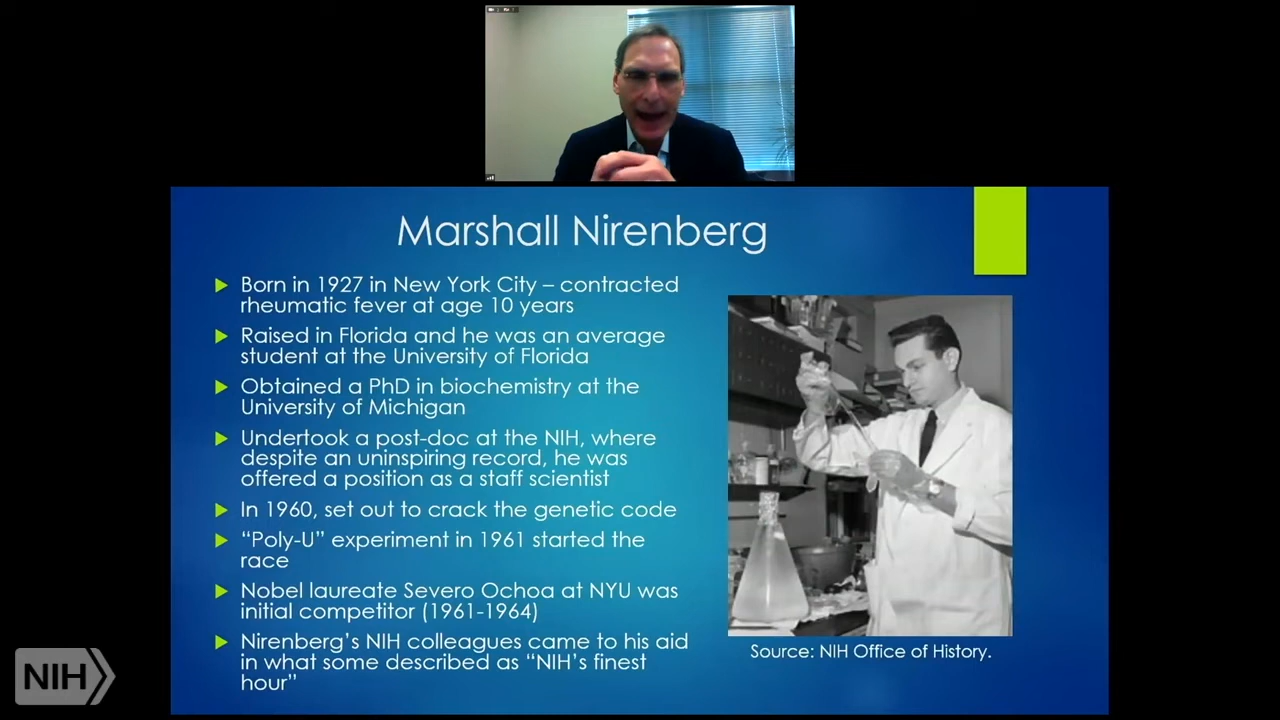 Marshall Nirenberg
Born in 1927 in New York City – contracted
rheumatic fever at age 10 years
Raised in Florida and he was an average
student at the University of Florida
Obtained a PhD in biochemistry at the
University of Michigan
Undertook a post-doc at the NIH, where
despite an uninspiring record, he was
offered a position as a staff scientist
In 1960, set out to crack the genetic code
“Poly-U” experiment in 1961 started the
race
Nobel laureate Severo Ochoa at NYU was
initial competitor (1961-1964)
Nirenberg’s NIH colleagues came to his aid
in what some described as “NIH’s finest
hour”
Source: NIH Office of History.
NIH